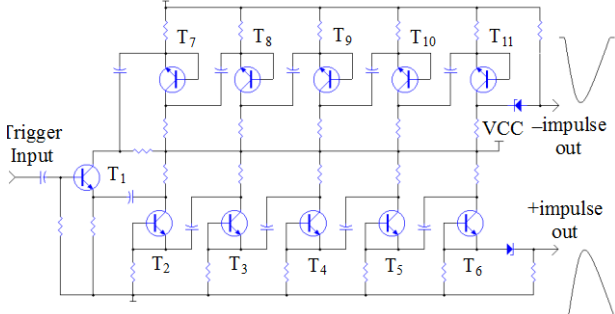 T7 T8 T9 T10 T11
VCC
–impulse
out
Trigger
Input
T1
+impulse
out
T2 T3 T4 T5 T6